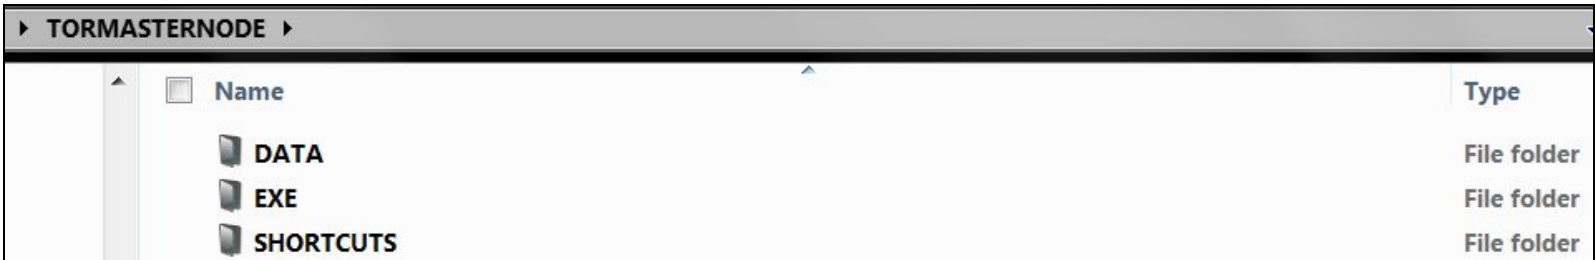 TORMASTERNODE
Name Type
DATA File folder
EXE File folder
SHORTCUTS File folder